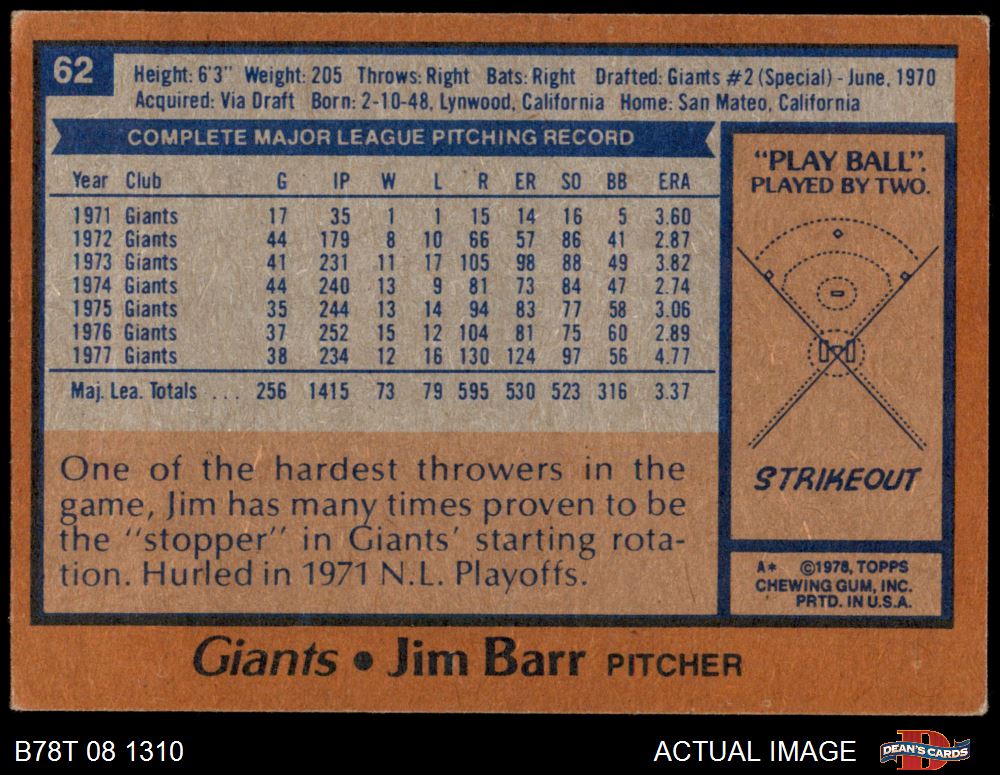 62
Height: 6'3" Weight: 205 Throws: Right Bats: Right Drafted: Giants #2 (Special) - June, 1970
Acquired: Via Draft Born: 2-10-48, Lynwood, California Home: San Mateo, California
COMPLETE MAJOR LEAGUE PITCHING RECORD
Year Club G IP W L R ER SO BB ERA
1971 Giants 17 35 1 1 15 14 16 5 3.60
1972 Giants 44 179 8 10 66 57 86 41 2.87
1973 Giants 41 231 11 17 105 98 88 49 3.82
1974 Giants 44 240 13 9 81 73 84 47 2.74
1975 Giants 35 244 13 14 94 83 77 58 3.06
1976 Giants 37 252 15 12 104 81 75 60 2.89
1977 Giants 38 234 12 16 130 124 97 56 4.77
Maj. Lea. Totals ... 256 1415 73 79 595 530 523 316 3.37
One of the hardest throwers in the
game, Jim has many times proven to be
the "stopper" in Giants' starting rota-
tion. Hurled in 1971 N.L. Playoffs.
"PLAY BALL".
PLAYED BY TWO.
STRIKEOUT
A* ©1978, TOPPS
CHEWING GUM, INC.
PRTD. IN U.S.A.
Giants • Jim Barr PITCHER
B78T 08 1310
ACTUAL IMAGE
D
DEAN'S CARDS